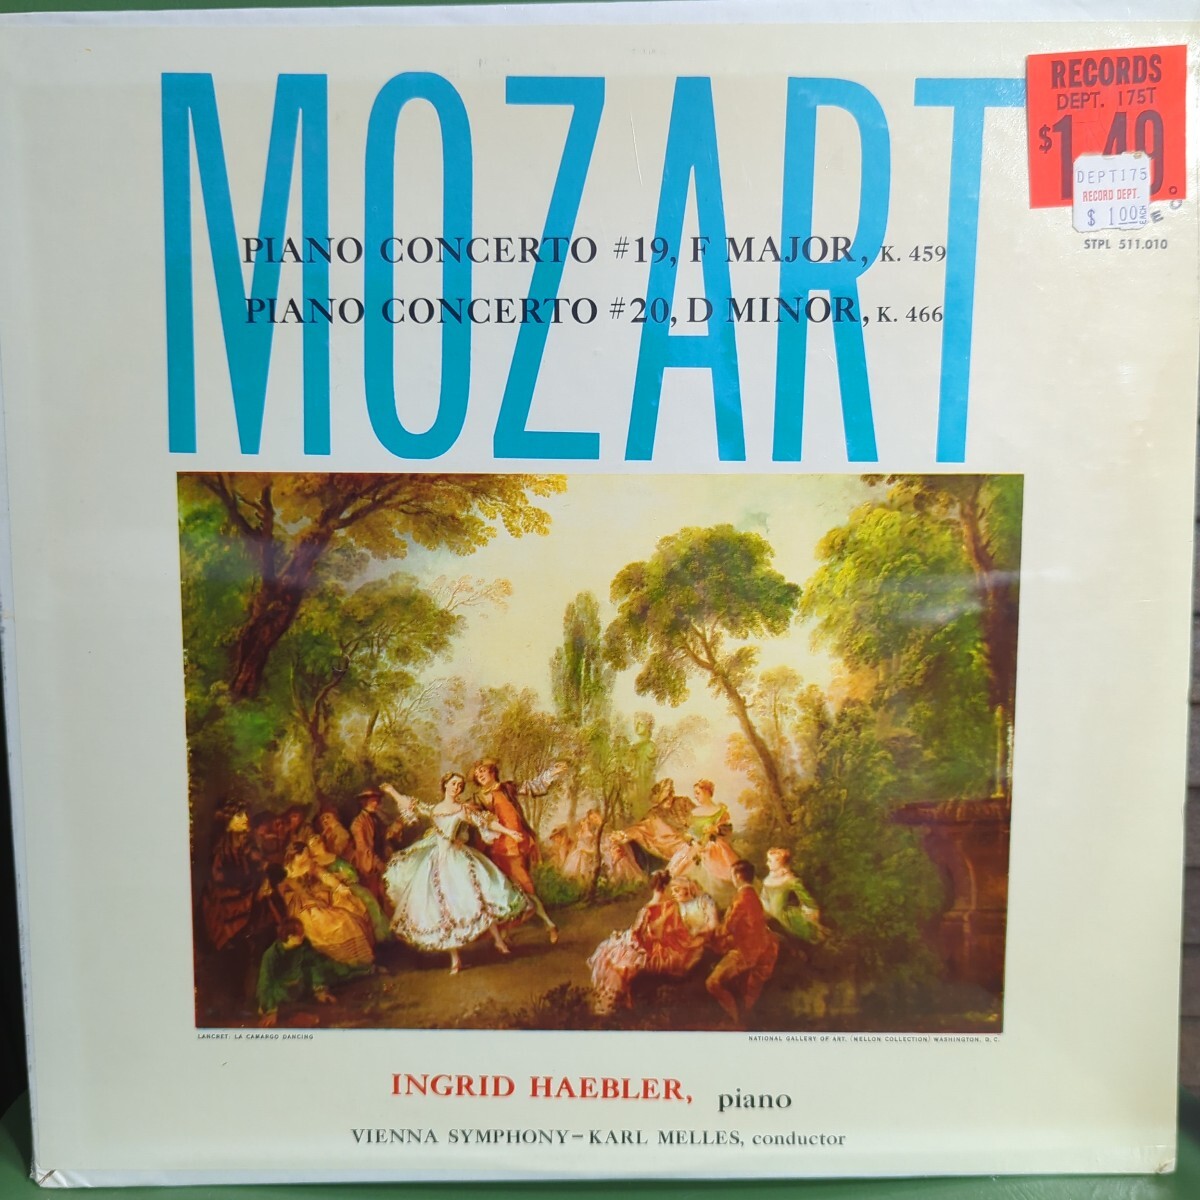 MOZART
PIANO CONCERTO #19, F MAJOR, K. 459
PIANO CONCERTO #20, D MINOR, K. 466
RECORDS
DEPT. 175T
$1.49
DEPT175
RECORD DEPT.
$ 1.00 EACH
STPL 511.010
LANCRET: LA CAMARGO DANCING
NATIONAL GALLERY OF ART, (MELLON COLLECTION) WASHINGTON, D. C.
INGRID HAEBLER, piano
VIENNA SYMPHONY—KARL MELLES, conductor